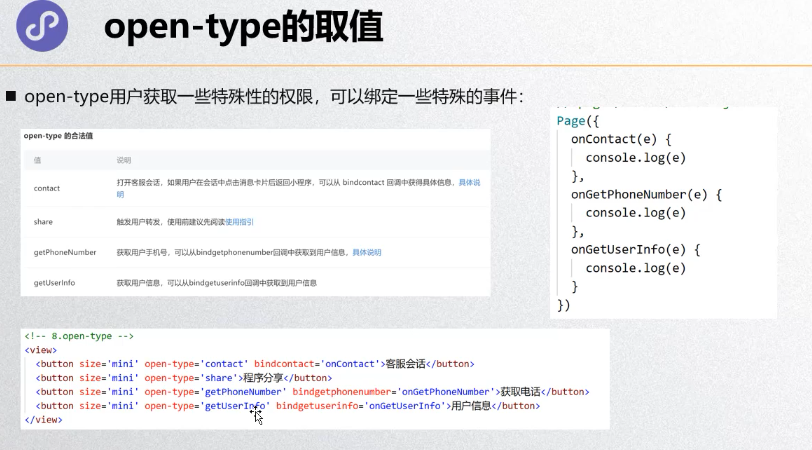 open-type的取值
■ open-type用户获取一些特殊性的权限，可以绑定一些特殊的事件：
open-type 的合法值
值 说明
contact 打开客服会话，如果用户在会话中点击消息卡片后返回小程序，可以从 bindcontact 回调中获得具体信息，具体说
明
share 触发用户转发，使用前建议先阅读使用指引
getPhoneNumber 获取用户手机号，可以从bindgetphonenumber回调中获取到用户信息，具体说明
getUserInfo 获取用户信息，可以从bindgetuserinfo回调中获取到用户信息
Page({
onContact(e) {
console.log(e)
},
onGetPhoneNumber(e) {
console.log(e)
},
onGetUserInfo(e) {
console.log(e)
}
})
<!-- 8.open-type -->
<view>
<button size='mini' open-type='contact' bindcontact='onContact'>客服会话</button>
<button size='mini' open-type='share'>程序分享</button>
<button size='mini' open-type='getPhoneNumber' bindgetphonenumber='onGetPhoneNumber'>获取电话</button>
<button size='mini' open-type='getUserInfo' bindgetuserinfo='onGetUserInfo'>用户信息</button>
</view>